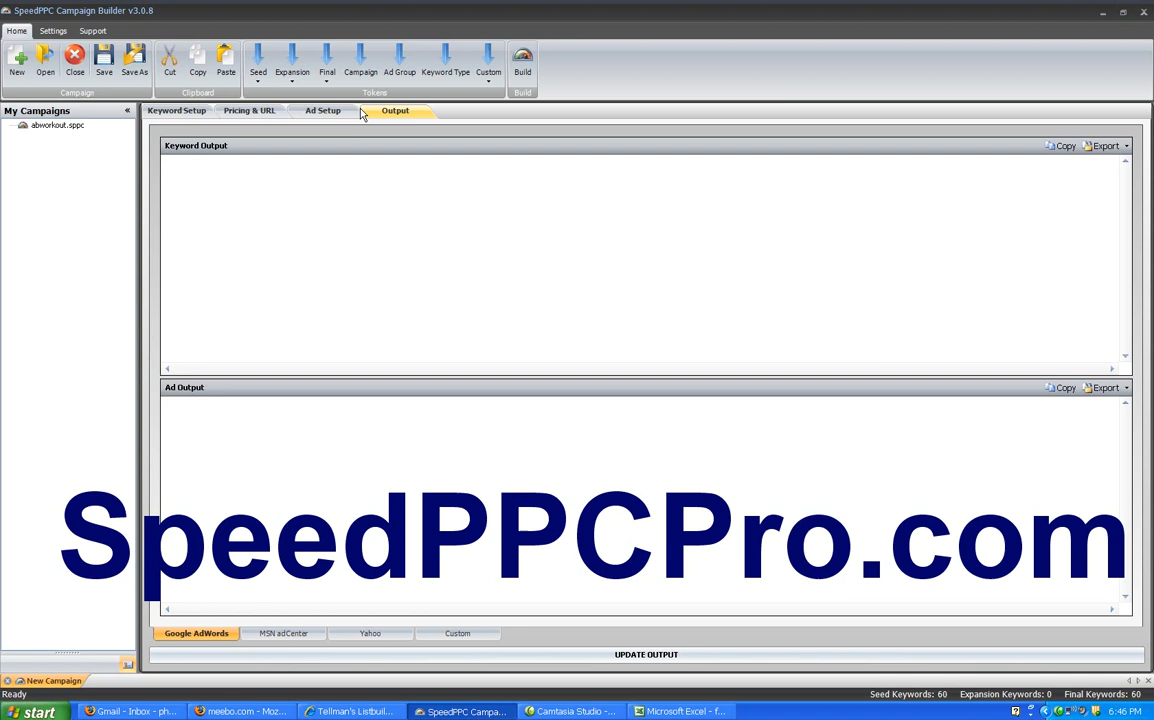 SpeedPPC Campaign Builder v3.0.8
Home Settings Support
New Open Close Save Save As Cut Copy Paste Seed Expansion Final Campaign Ad Group Keyword Type Custom Build
Campaign Clipboard Tokens Build
My Campaigns « Keyword Setup Pricing & URL Ad Setup Output
abworkout.sppc
Keyword Output Copy Export
Ad Output Copy Export
SpeedPPCPro.com
Google AdWords MSN adCenter Yahoo Custom
UPDATE OUTPUT
New Campaign
Ready Seed Keywords: 60 Expansion Keywords: 0 Final Keywords: 60
start Gmail - Inbox - ph... meebo.com - Moz... Tellman's Listbuil... SpeedPPC Campa... Camtasia Studio -... Microsoft Excel - f... 6:46 PM